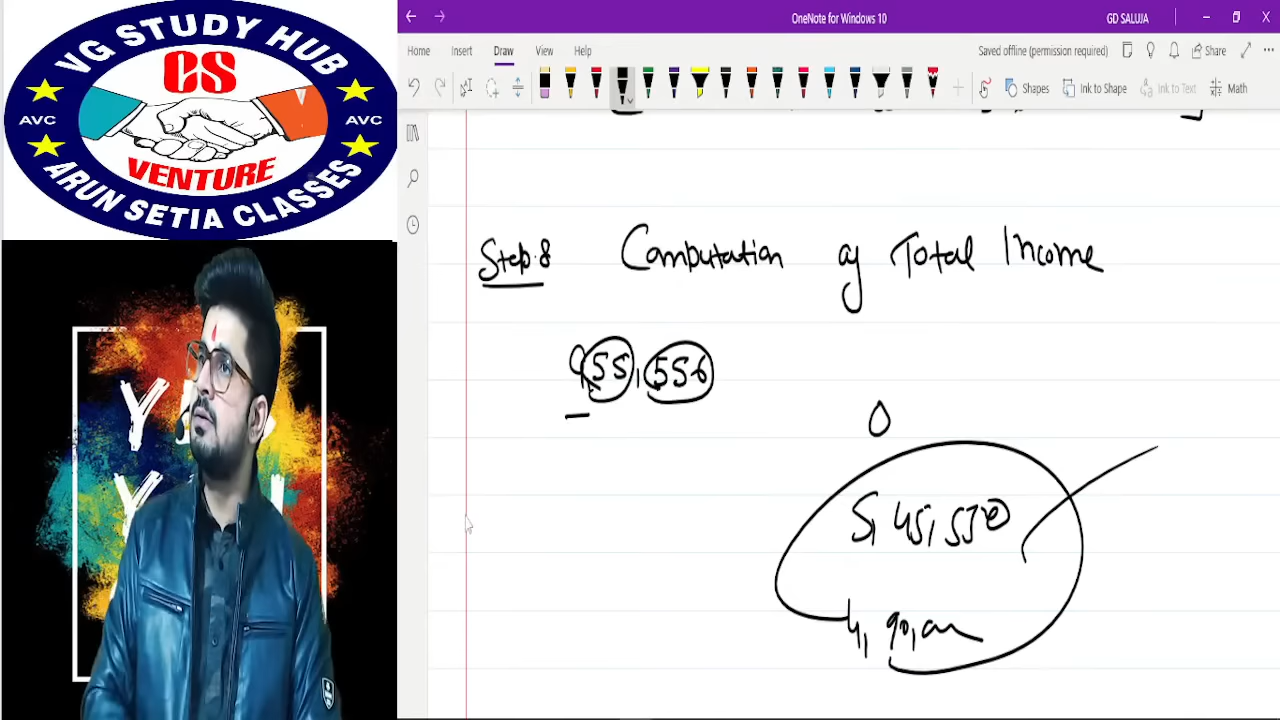 VG STUDY HUB
CS
AVC
AVC
VENTURE
ARUN SETIA CLASSES
OneNote for Windows 10
GD SALUJA
Home Insert Draw View Help
Saved offline (permission required)
Share
Shapes
Ink to Shape
Ink to Text
Math
Step.8 Computation of Total Income
955,556
0
5,45,550
4,90,000